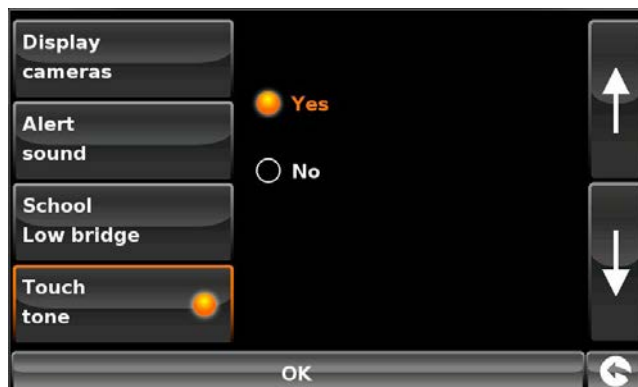 Display
cameras
Alert
sound
School
Low bridge
Touch
tone
Yes
No
OK